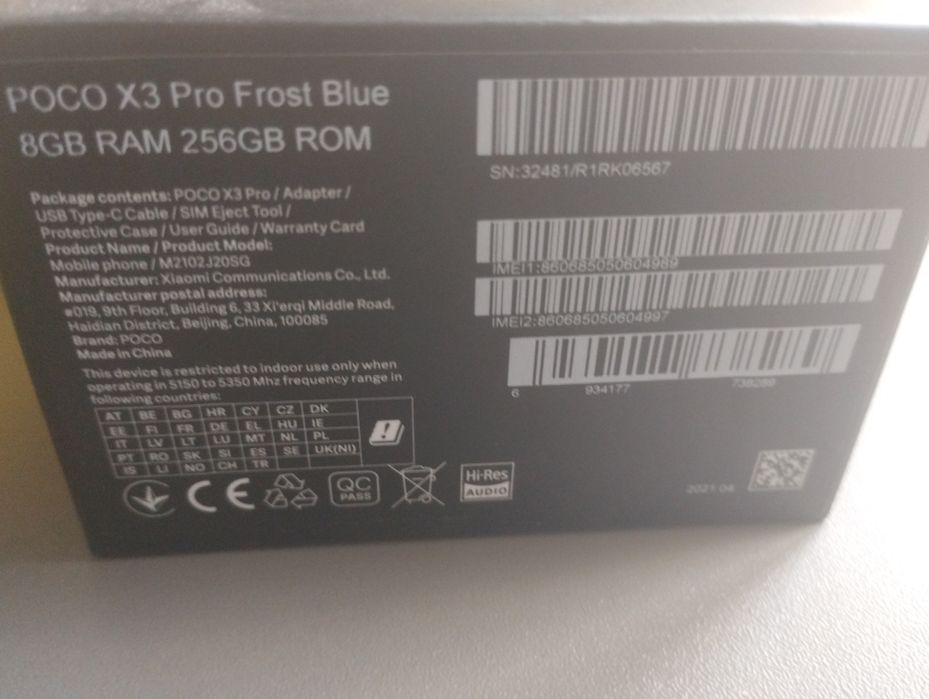 POCO X3 Pro Frost Blue
8GB RAM 256GB ROM
Package contents: POCO X3 Pro / Adapter /
USB Type-C Cable / SIM Eject Tool /
Protective Case / User Guide / Warranty Card
Product Name / Product Model:
Mobile phone / M2102J20SG
Manufacturer: Xiaomi Communications Co., Ltd.
Manufacturer postal address:
#019, 9th Floor, Building 6, 33 Xi'erqi Middle Road,
Haidian District, Beijing, China, 100085
Brand: POCO
Made in China
This device is restricted to indoor use only when
operating in 5150 to 5350 Mhz frequency range in
following countries:
AT BE BG HR CY CZ DK
EE FI FR DE EL HU IE
IT LV LT LU MT NL PL
PT RO SK SI ES SE UK(NI)
IS LI NO CH TR
CE
QC
PASS
Hi-Res
AUDIO
SN:32481/R1RK06567
IMEI1:860685050604989
IMEI2:860685050604997
6 934177 738289
2021 04